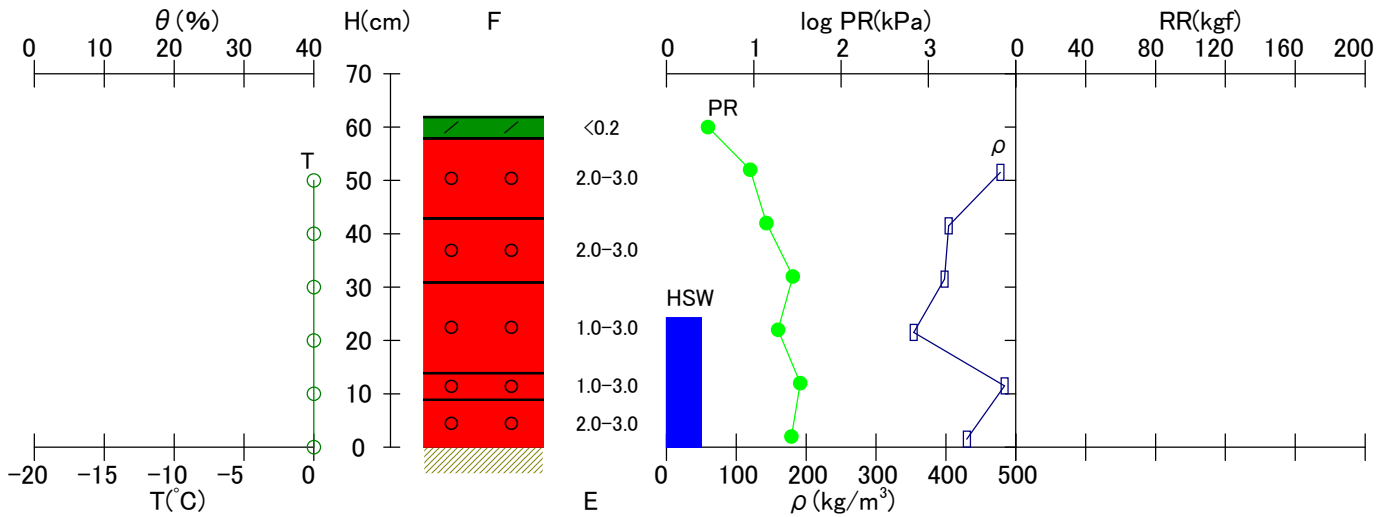 θ(%) H(cm) F log PR(kPa) RR(kgf)
0 10 20 30 40 0 1 2 3 0 40 80 120 160 200
70
PR
60 <0.2
T ρ
50 2.0-3.0
40
2.0-3.0
30 HSW
20 1.0-3.0
10 1.0-3.0
2.0-3.0
0
-20 -15 -10 -5 0 0 100 200 300 400 500
T(°C) E ρ(kg/m³)